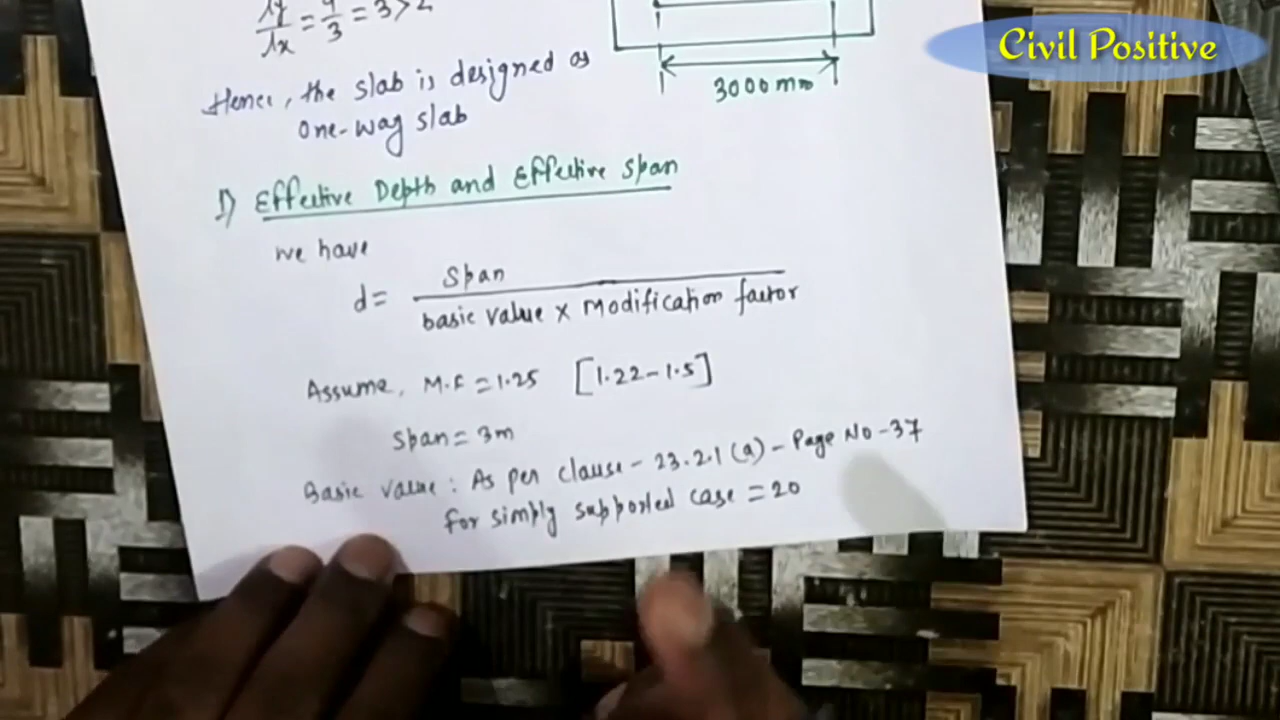 Civil Positive
ly/lx = 9/3 = 3 > 2
3000 mm
Hence, the slab is designed as
one-way slab
1) Effective Depth and Effective Span
we have
d = Span / basic value x modification factor
Assume, M.F = 1.25 [1.22 - 1.5]
span = 3m
Basic value : As per clause - 23.2.1 (a) - Page No - 37
for simply supported case = 20